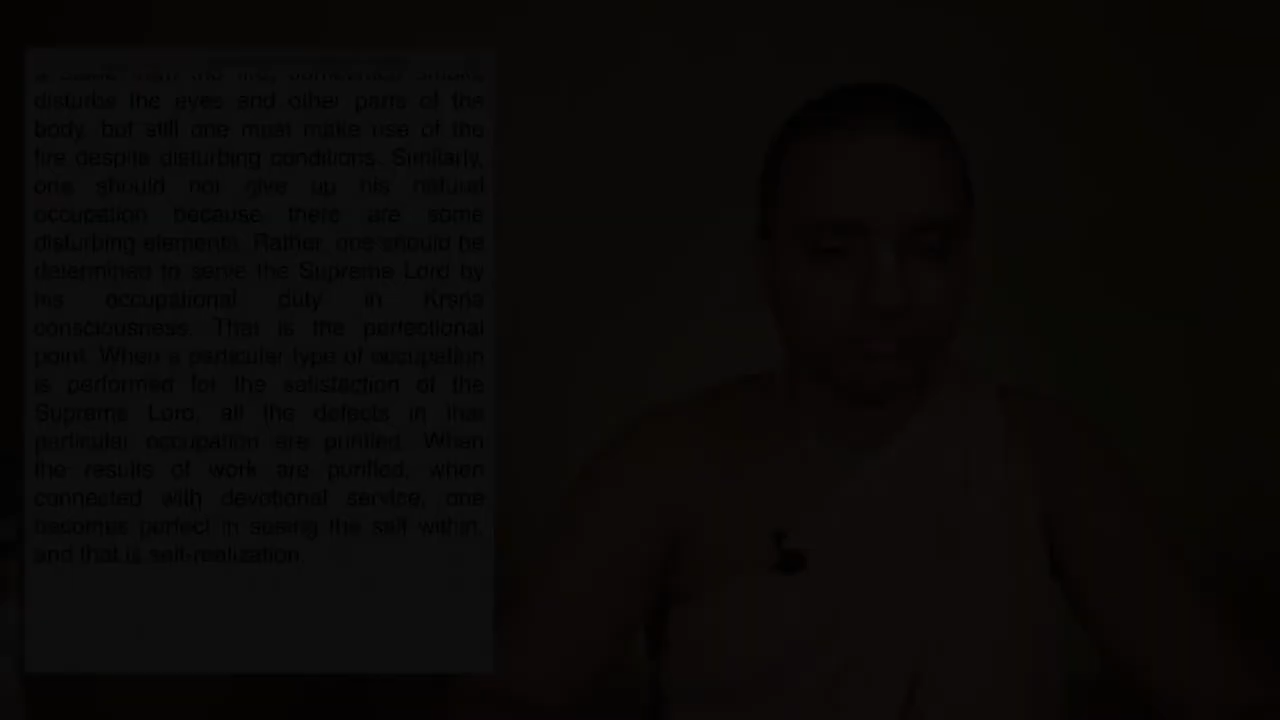 disturbs the eyes and other parts of the
body, but still one must make use of the
fire despite disturbing conditions. Similarly,
one should not give up his natural
occupation because there are some
disturbing elements. Rather, one should be
determined to serve the Supreme Lord by
his occupational duty in Krsna
consciousness. That is the perfectional
point. When a particular type of occupation
is performed for the satisfaction of the
Supreme Lord, all the defects in that
particular occupation are purified. When
the results of work are purified, when
connected with devotional service, one
becomes perfect in seeing the self within,
and that is self-realization.